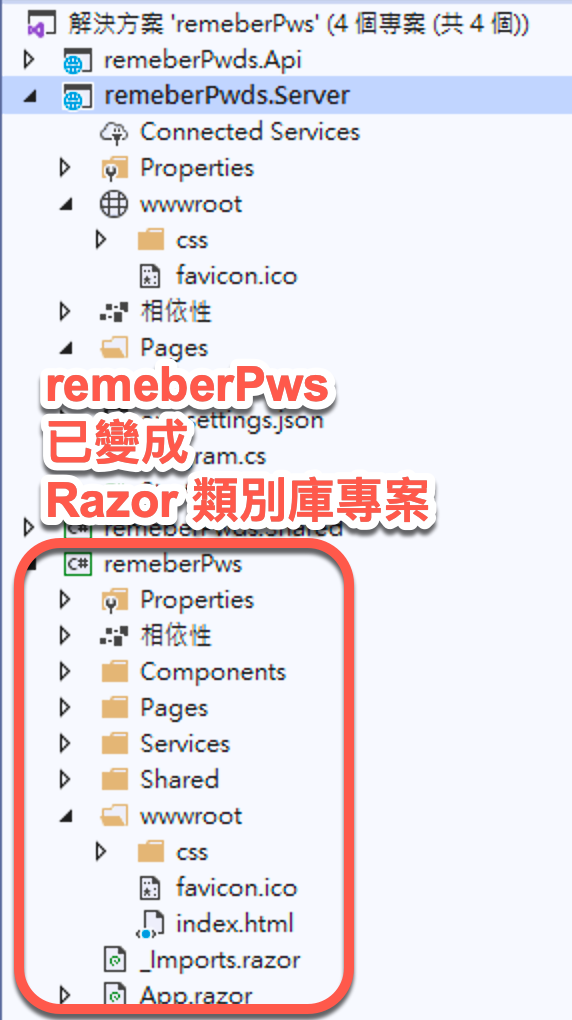 解決方案 'remeberPws' (4 個專案 (共 4 個))
remeberPwds.Api
remeberPwds.Server
Connected Services
Properties
wwwroot
css
favicon.ico
相依性
Pages
remeberPws
settings.json
已變成
ram.cs
Razor 類別庫專案
remeberPwds.Shared
C# remeberPws
Properties
相依性
Components
Pages
Services
Shared
wwwroot
css
favicon.ico
index.html
_Imports.razor
App.razor